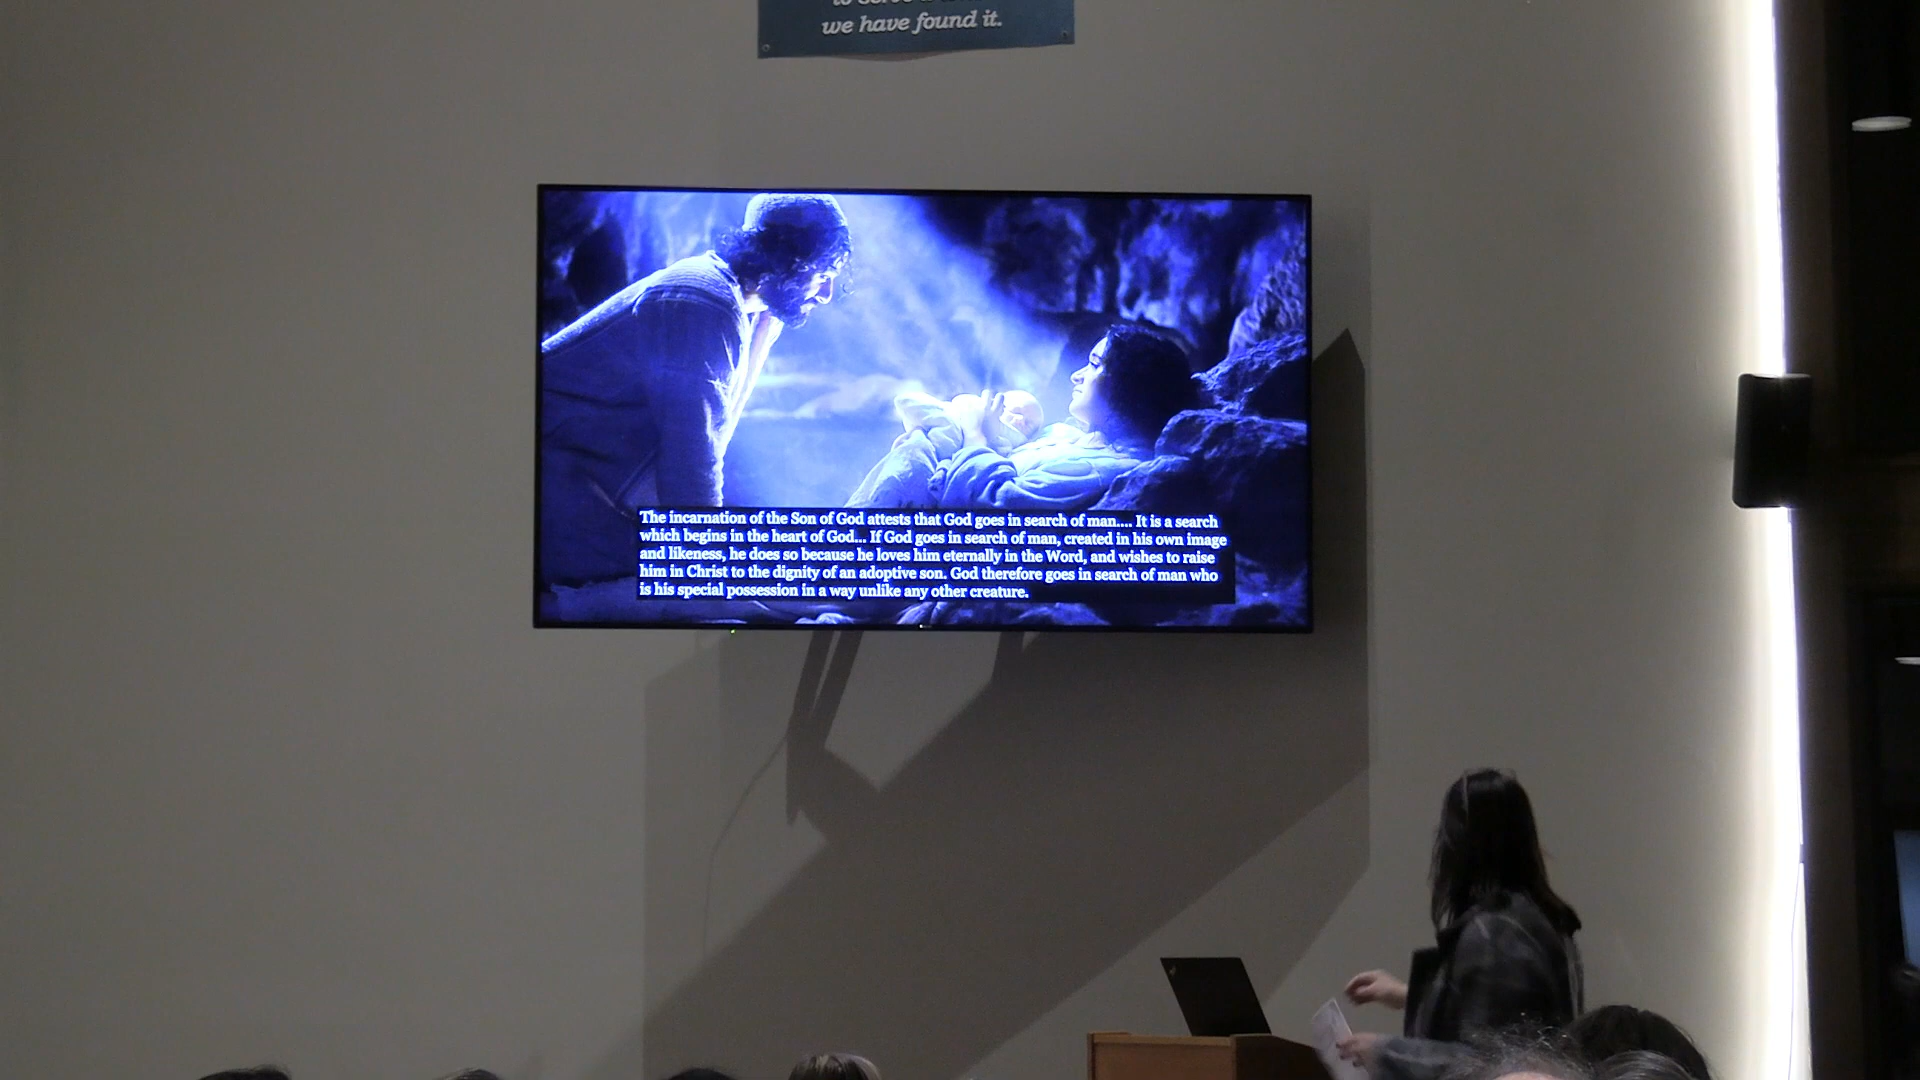 we have found it.
The incarnation of the Son of God attests that God goes in search of man.... It is a search
which begins in the heart of God... If God goes in search of man, created in his own image
and likeness, he does so because he loves him eternally in the Word, and wishes to raise
him in Christ to the dignity of an adoptive son. God therefore goes in search of man who
is his special possession in a way unlike any other creature.